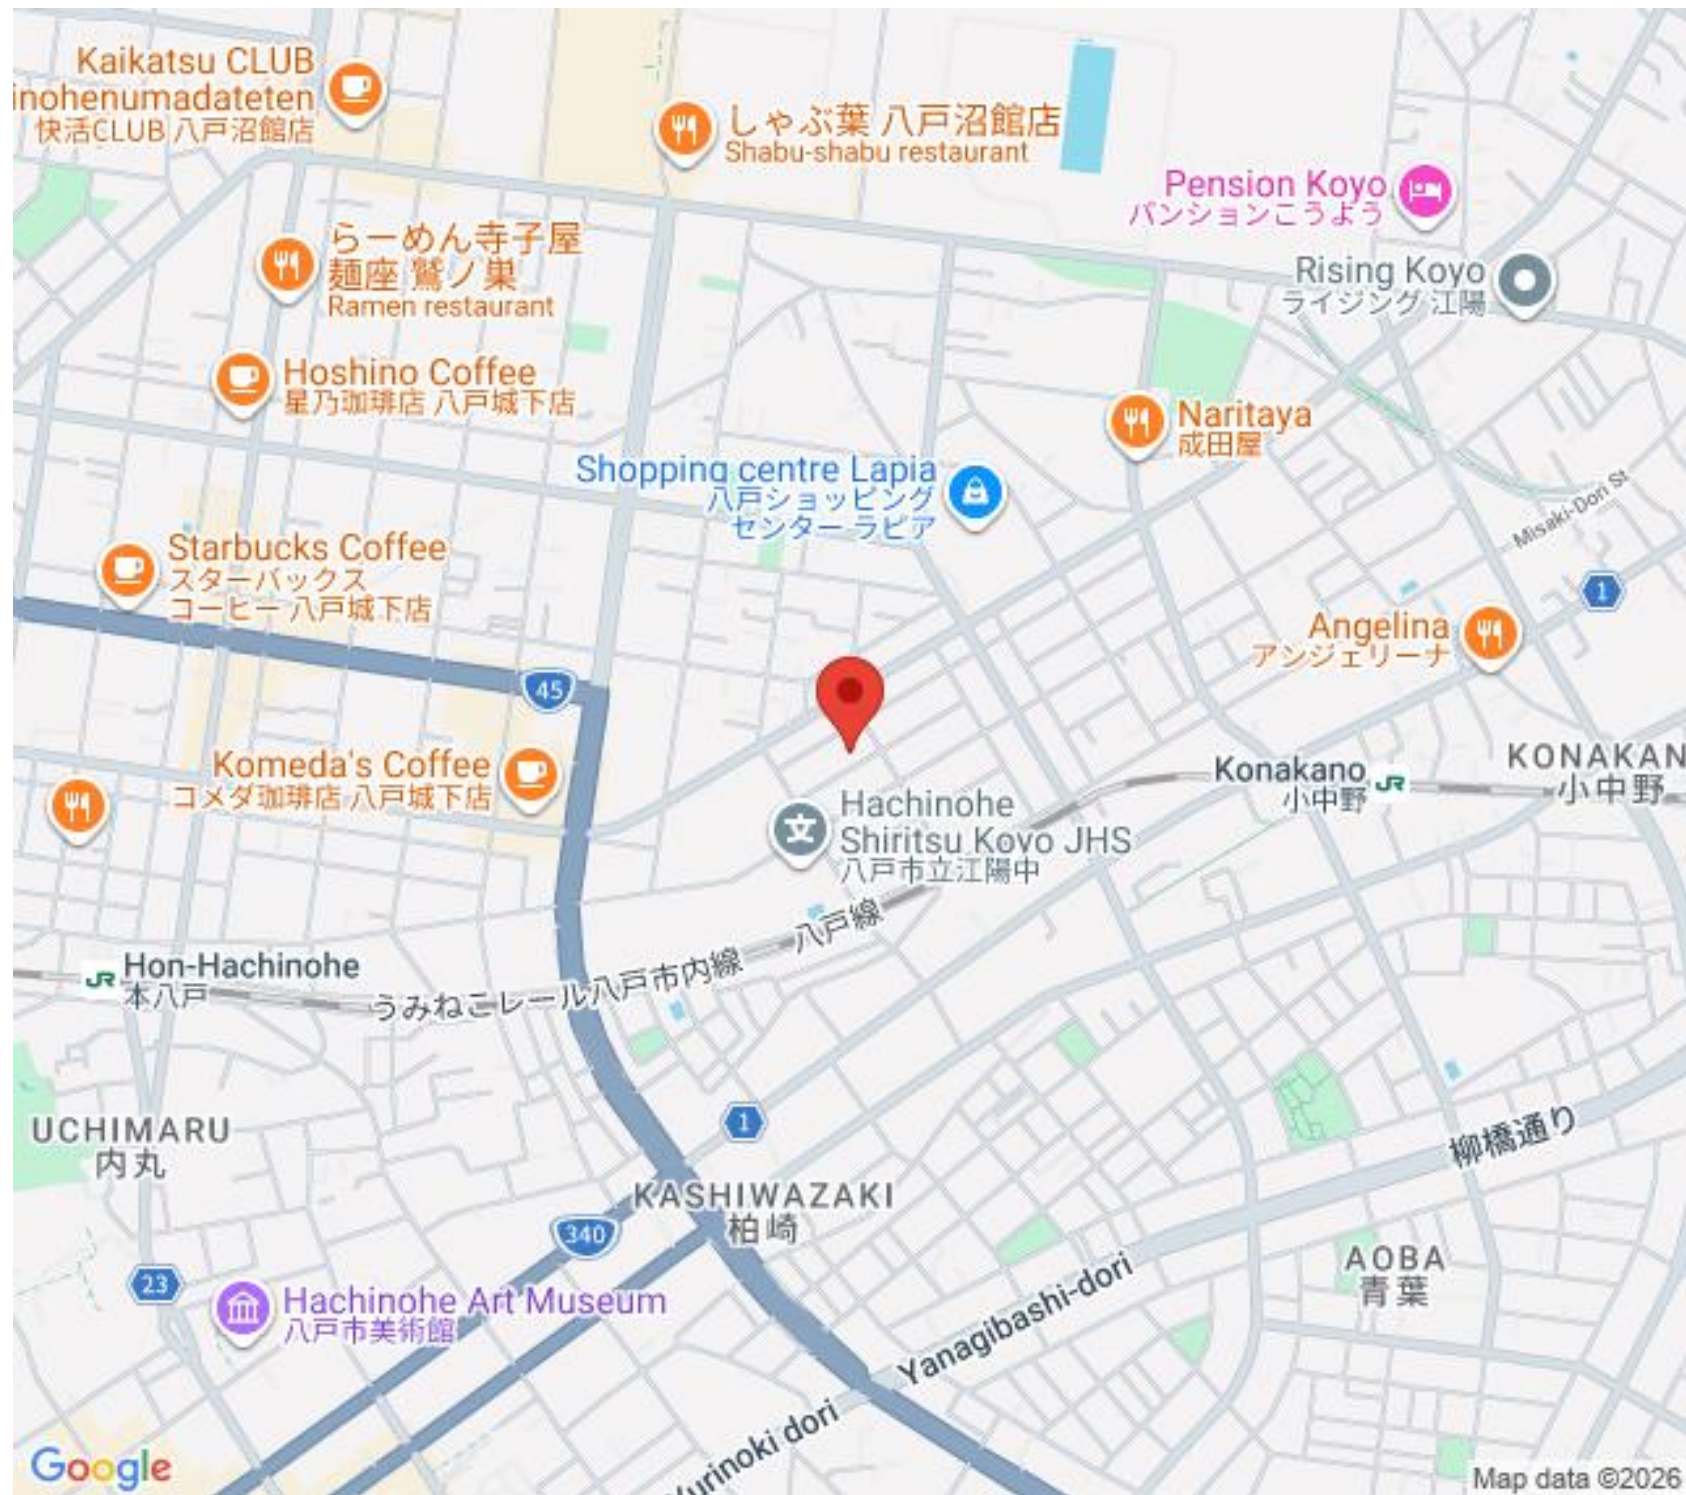 Kaikatsu CLUB
inohenumadateten
快活CLUB 八戸沼館店
しゃぶ葉 八戸沼館店
Shabu-shabu restaurant
Pension Koyo
パンションこうよう
らーめん寺子屋
麺座 鷲ノ巣
Ramen restaurant
Rising Koyo
ライジング 江陽
Hoshino Coffee
星乃珈琲店 八戸城下店
Naritaya
成田屋
Shopping centre Lapia
八戸ショッピング
センター ラピア
Misaki-Dori St
Starbucks Coffee
スターバックス
コーヒー 八戸城下店
1
Angelina
アンジェリーナ
45
Komeda's Coffee
コメダ珈琲店 八戸城下店
Konakano
小中野
JR
KONAKAN
小中野
Hachinohe
Shiritsu Koyo JHS
八戸市立江陽中
文
JR
Hon-Hachinohe
本八戸
うみねこレール八戸市内線
八戸線
UCHIMARU
内丸
1
柳橋通り
KASHIWAZAKI
柏崎
340
AOBA
青葉
23
Hachinohe Art Museum
八戸市美術館
Yanagibashi-dori
Yurinoki dori
Google
Map data ©2026